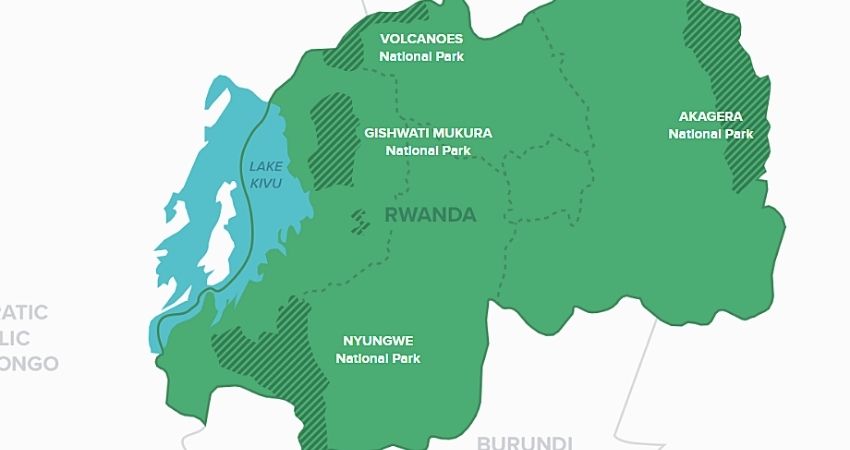 VOLCANOES
National Park
AKAGERA
National Park
GISHWATI MUKURA
National Park
LAKE
KIVU
RWANDA
RATIC
LIC
ONGO
NYUNGWE
National Park
BURUNDI